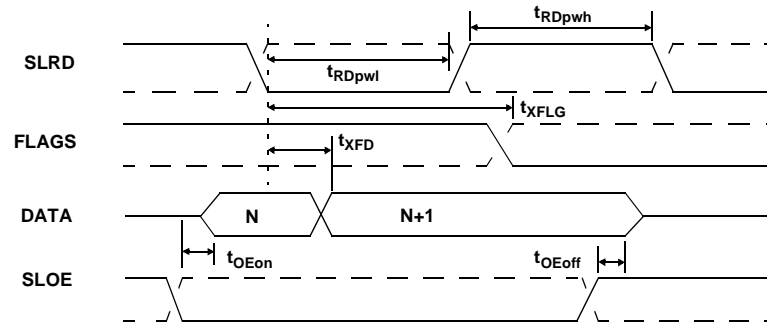 tRDpwh
SLRD
tRDpwl
tXFLG
FLAGS
tXFD
DATA
N
N+1
tOEon
tOEoff
SLOE